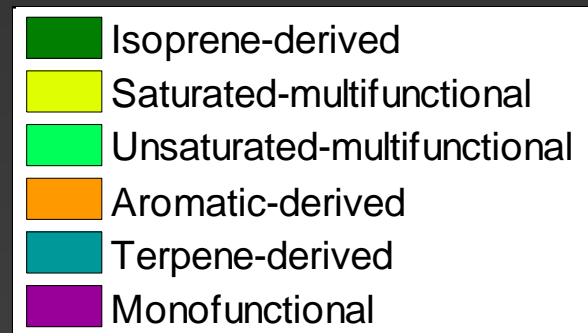 Isoprene-derived
Saturated-multifunctional
Unsaturated-multifunctional
Aromatic-derived
Terpene-derived
Monofunctional